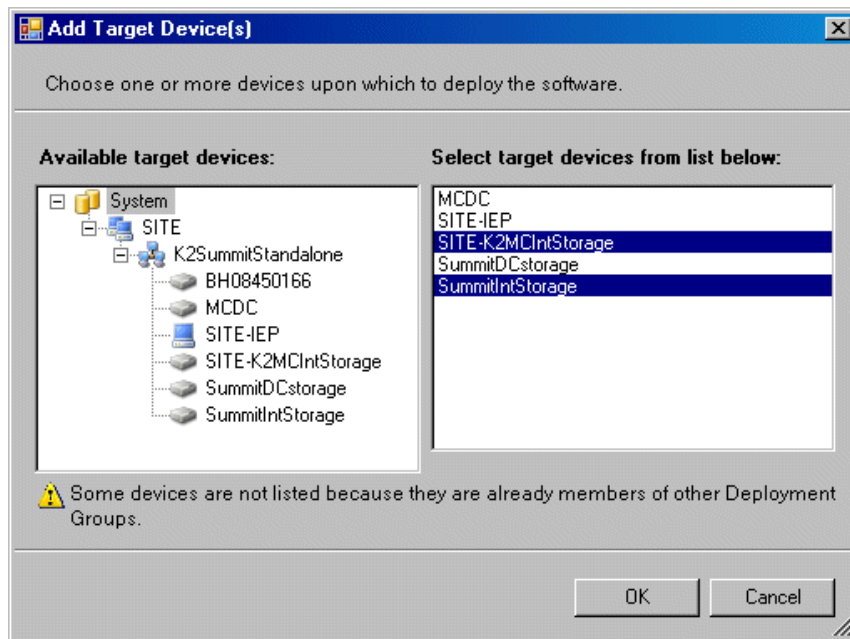 Add Target Device(s)
Choose one or more devices upon which to deploy the software.
Available target devices:
Select target devices from list below:
System
SITE
K2SummitStandalone
BH08450166
MCDC
SITE-IEP
SITE-K2MCIntStorage
SummitDCstorage
SummitIntStorage
MCDC
SITE-IEP
SITE-K2MCIntStorage
SummitDCstorage
SummitIntStorage
Some devices are not listed because they are already members of other Deployment
Groups.
OK
Cancel